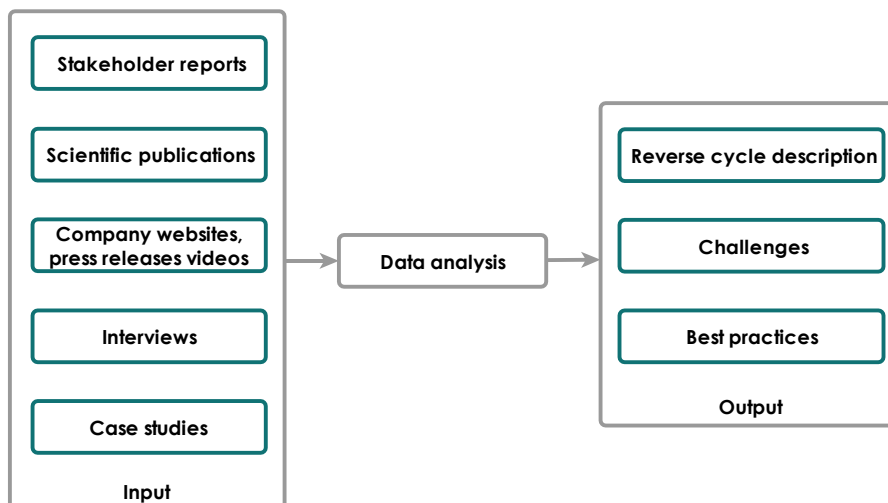 Stakeholder reports
Scientific publications
Company websites,
press releases videos
Interviews
Case studies
Input
Data analysis
Reverse cycle description
Challenges
Best practices
Output